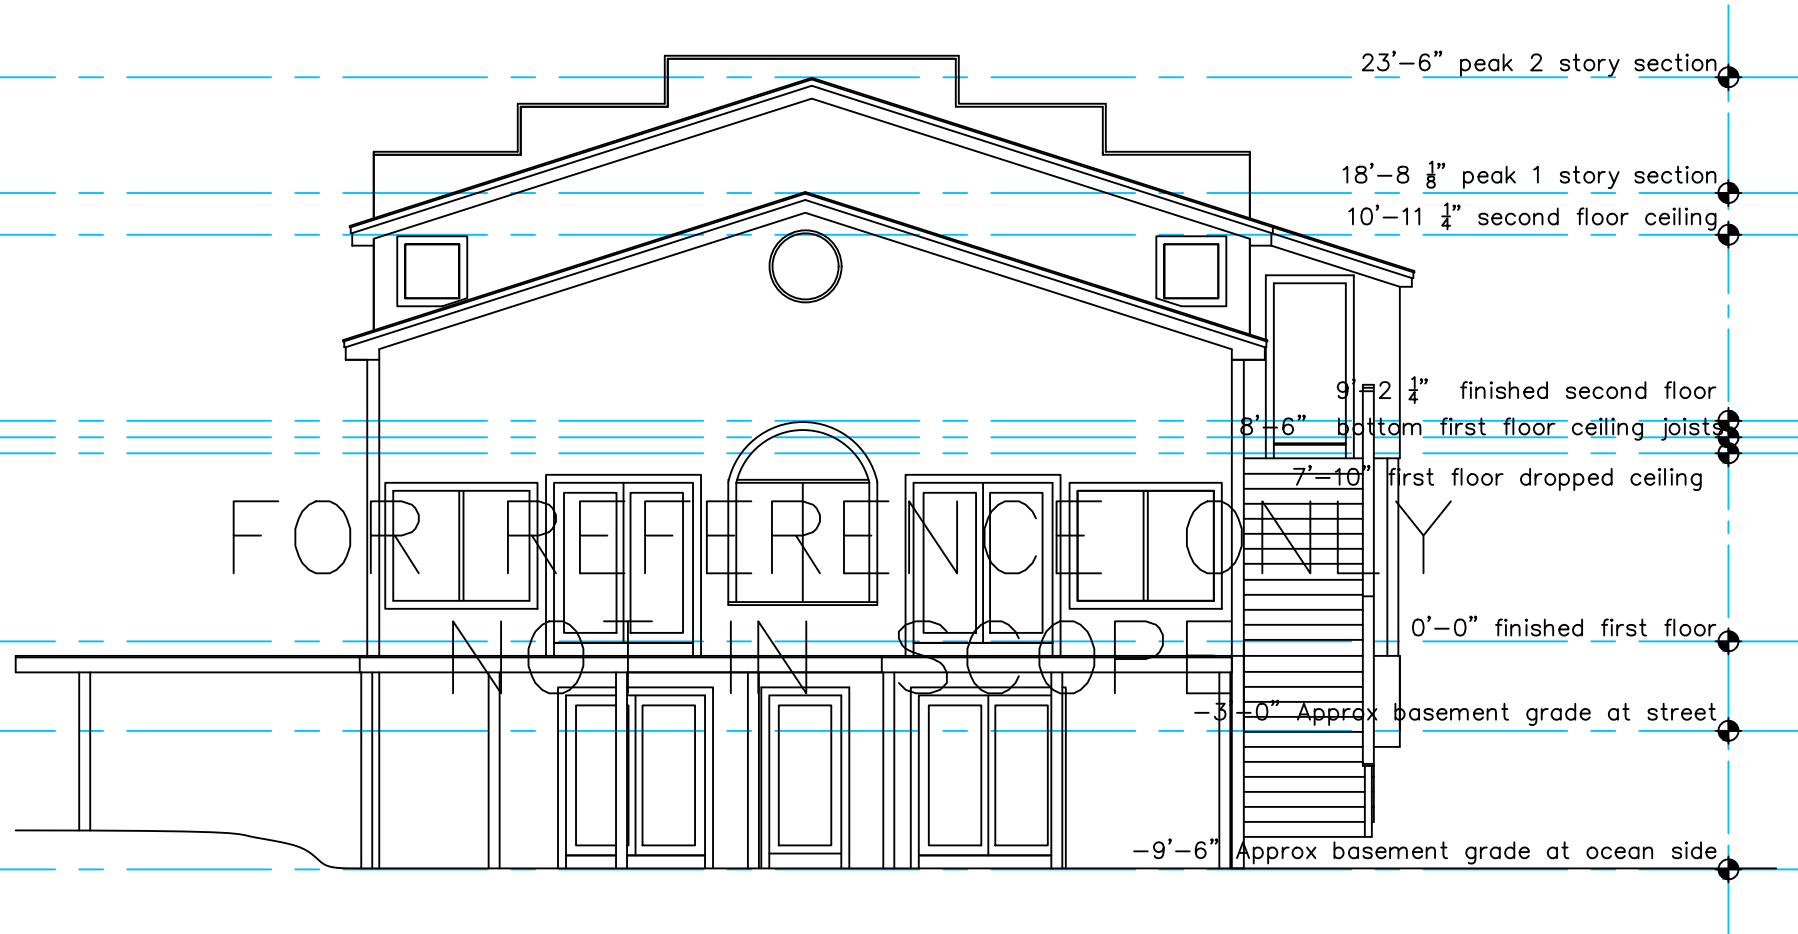 23'-6" peak 2 story section
18'-8 1/8" peak 1 story section
10'-11 1/4" second floor ceiling
9'-2 1/4" finished second floor
8'-6" bottom first floor ceiling joists
7'-10" first floor dropped ceiling
FOR REFERENCE ONLY
0'-0" finished first floor
NOT IN SCOPE
-3'-0" Approx basement grade at street
-9'-6" Approx basement grade at ocean side